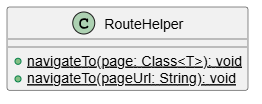 C RouteHelper
navigateTo(page: Class<T>): void
navigateTo(pageUrl: String): void